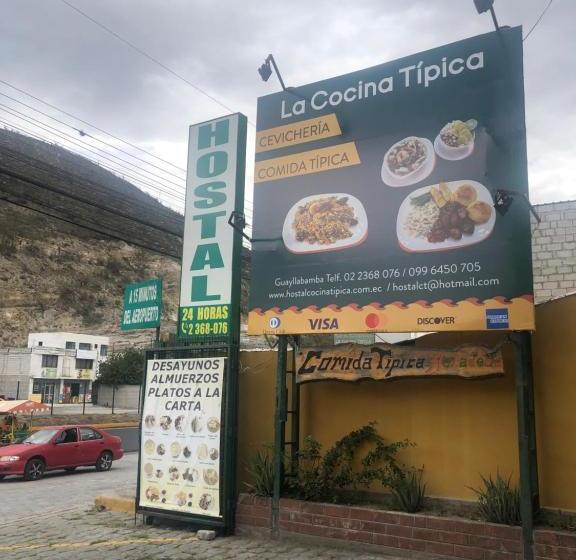 La Cocina Típica
CEVICHERÍA
COMIDA TÍPICA
Guayllabamba Telf. 02 2368 076 / 099 6450 705
www.hostalcocinatipica.com.ec / hostalct@hotmail.com
VISA
DISCOVER
HOSTAL
24 HORAS
2 368-076
A 15 MINUTOS
DEL AEROPUERTO
DESAYUNOS
ALMUERZOS
PLATOS A LA
CARTA
Comida Típica